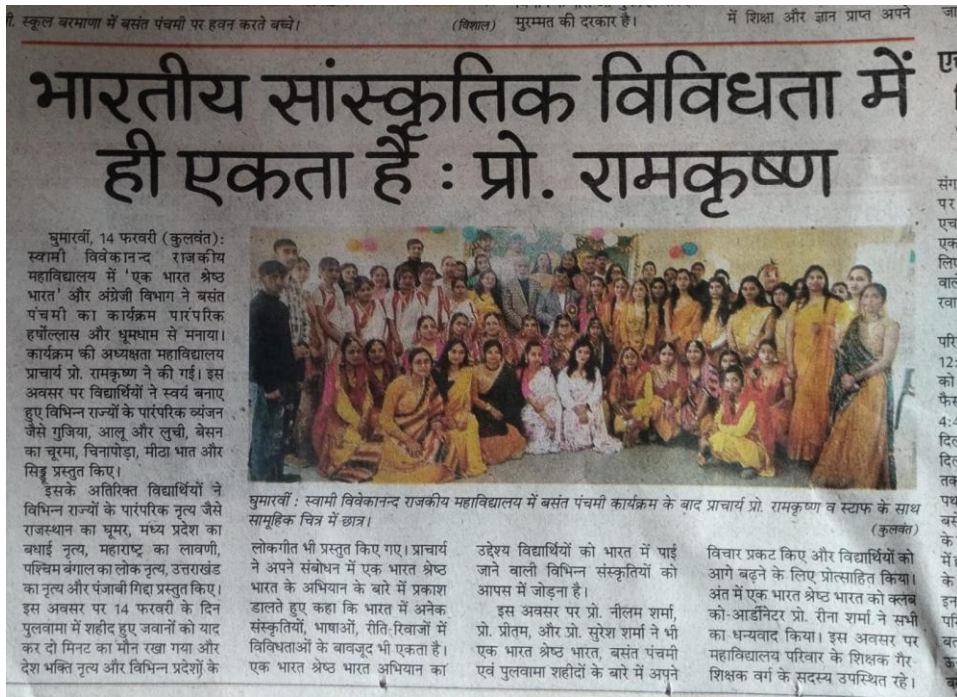 स्कूल बरमाणा में बसंत पंचमी पर हवन करते बच्चे। (विशाल)
मुरम्मत की दरकार है।
में शिक्षा और ज्ञान प्राप्त अपने
भारतीय सांस्कृतिक विविधता में
ही एकता है : प्रो. रामकृष्ण
घुमारवीं, 14 फरवरी (कुलवंत):
स्वामी विवेकानन्द राजकीय
महाविद्यालय में 'एक भारत श्रेष्ठ
भारत' और अंग्रेजी विभाग ने बसंत
पंचमी का कार्यक्रम पारंपरिक
हर्षोल्लास और धूमधाम से मनाया।
कार्यक्रम की अध्यक्षता महाविद्यालय
प्राचार्य प्रो. रामकृष्ण ने की गई। इस
अवसर पर विद्यार्थियों ने स्वयं बनाए
हुए विभिन्न राज्यों के पारंपरिक व्यंजन
जैसे गुजिया, आलू और लुची, बेसन
का चूरमा, चिनापोड़ा, मीठा भात और
सिड्डू प्रस्तुत किए।
इसके अतिरिक्त विद्यार्थियों ने
विभिन्न राज्यों के पारंपरिक नृत्य जैसे
राजस्थान का घूमर, मध्य प्रदेश का
बधाई नृत्य, महाराष्ट्र का लावणी,
पश्चिम बंगाल का लोक नृत्य, उत्तराखंड
का नृत्य और पंजाबी गिद्दा प्रस्तुत किए।
इस अवसर पर 14 फरवरी के दिन
पुलवामा में शहीद हुए जवानों को याद
कर दो मिनट का मौन रखा गया और
देश भक्ति नृत्य और विभिन्न प्रदेशों के
घुमारवीं : स्वामी विवेकानन्द राजकीय महाविद्यालय में बसंत पंचमी कार्यक्रम के बाद प्राचार्य प्रो. रामकृष्ण व स्टाफ के साथ
सामूहिक चित्र में छात्र।
(कुलवंत)
लोकगीत भी प्रस्तुत किए गए। प्राचार्य
ने अपने संबोधन में एक भारत श्रेष्ठ
भारत के अभियान के बारे में प्रकाश
डालते हुए कहा कि भारत में अनेक
संस्कृतियों, भाषाओं, रीति-रिवाजों में
विविधताओं के बावजूद भी एकता है।
एक भारत श्रेष्ठ भारत अभियान का
उद्देश्य विद्यार्थियों को भारत में पाई
जाने वाली विभिन्न संस्कृतियों को
आपस में जोड़ना है।
इस अवसर पर प्रो. नीलम शर्मा,
प्रो. प्रीतम, और प्रो. सुरेश शर्मा ने भी
एक भारत श्रेष्ठ भारत, बसंत पंचमी
एवं पुलवामा शहीदों के बारे में अपने
विचार प्रकट किए और विद्यार्थियों को
आगे बढ़ने के लिए प्रोत्साहित किया।
अंत में एक भारत श्रेष्ठ भारत को क्लब
को-आर्डीनेटर प्रो. रीना शर्मा ने सभी
का धन्यवाद किया। इस अवसर पर
महाविद्यालय परिवार के शिक्षक गैर-
शिक्षक वर्ग के सदस्य उपस्थित रहे।